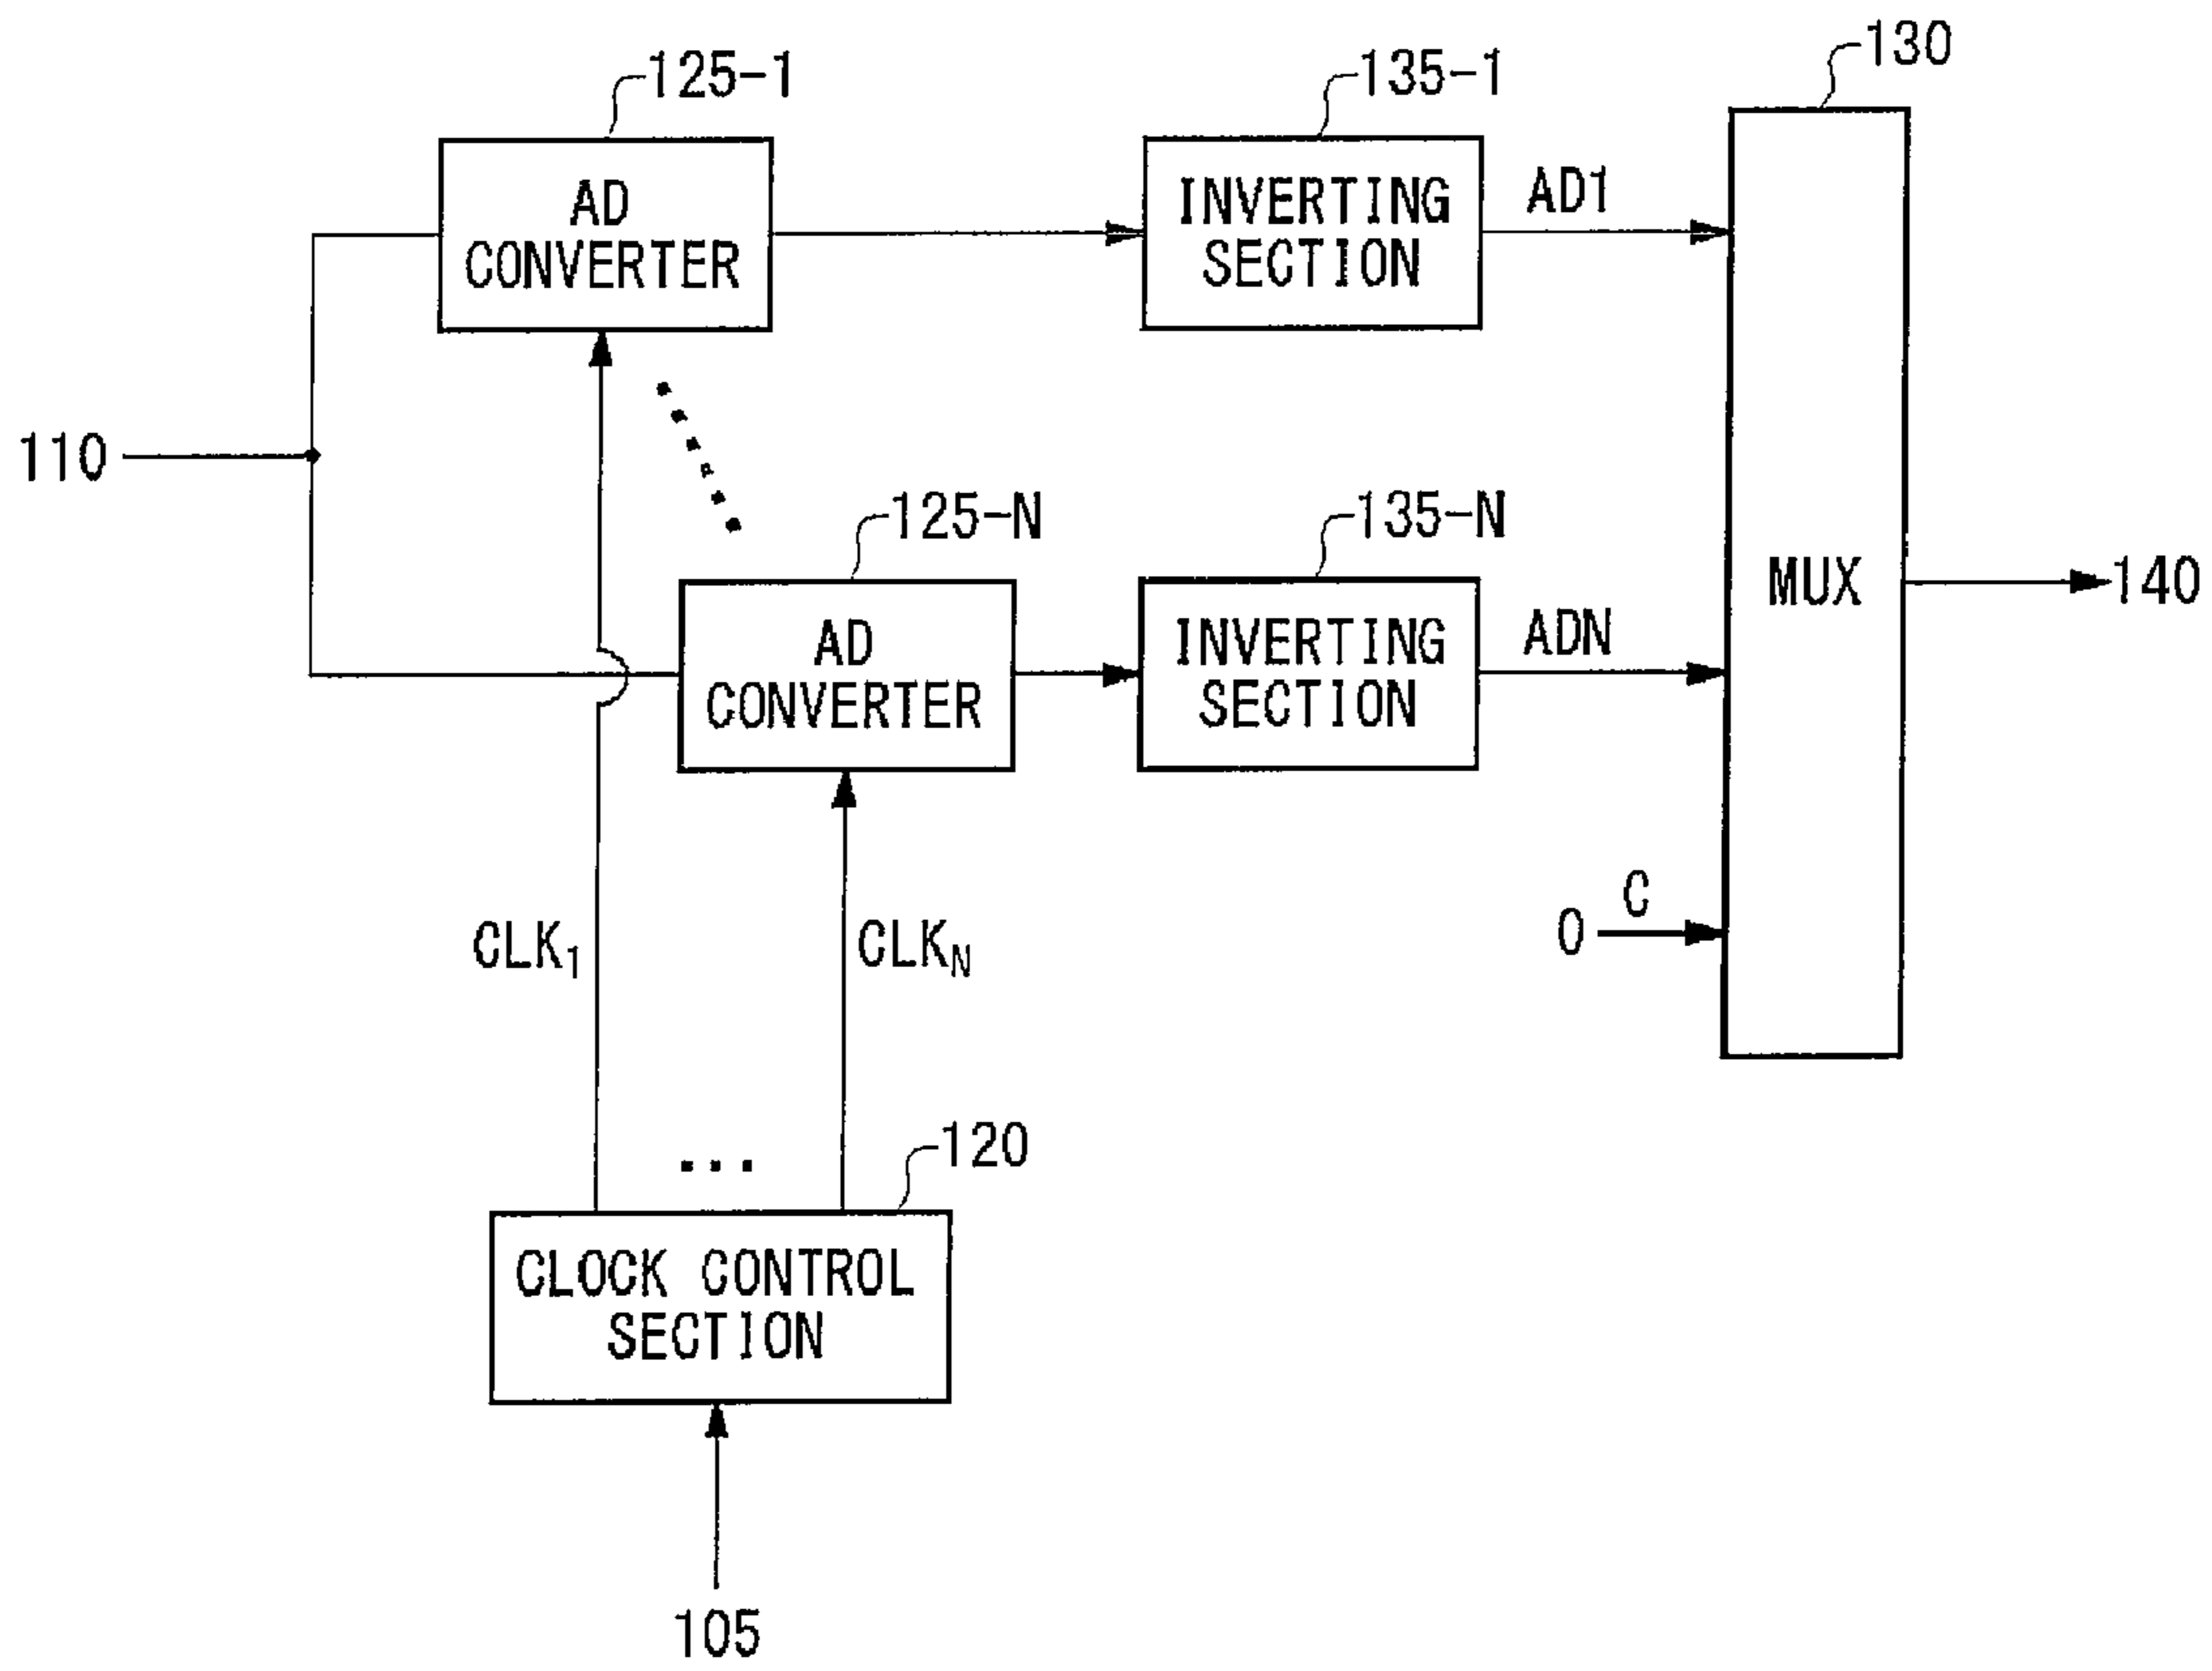 125-1
135-1
130
AD
CONVERTER
INVERTING
SECTION
AD1
110
125-N
135-N
AD
CONVERTER
INVERTING
SECTION
ADN
MUX
140
CLK1
CLKN
0
C
...
120
CLOCK CONTROL
SECTION
105